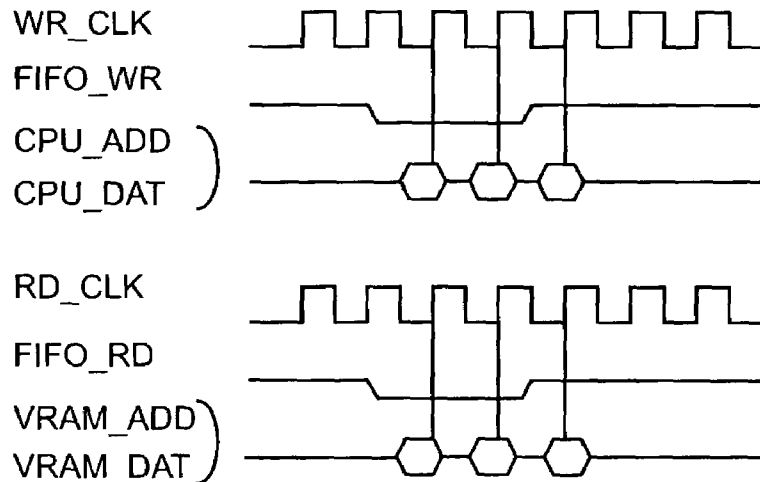 WR_CLK
FIFO_WR
CPU_ADD
CPU_DAT
RD_CLK
FIFO_RD
VRAM_ADD
VRAM_DAT